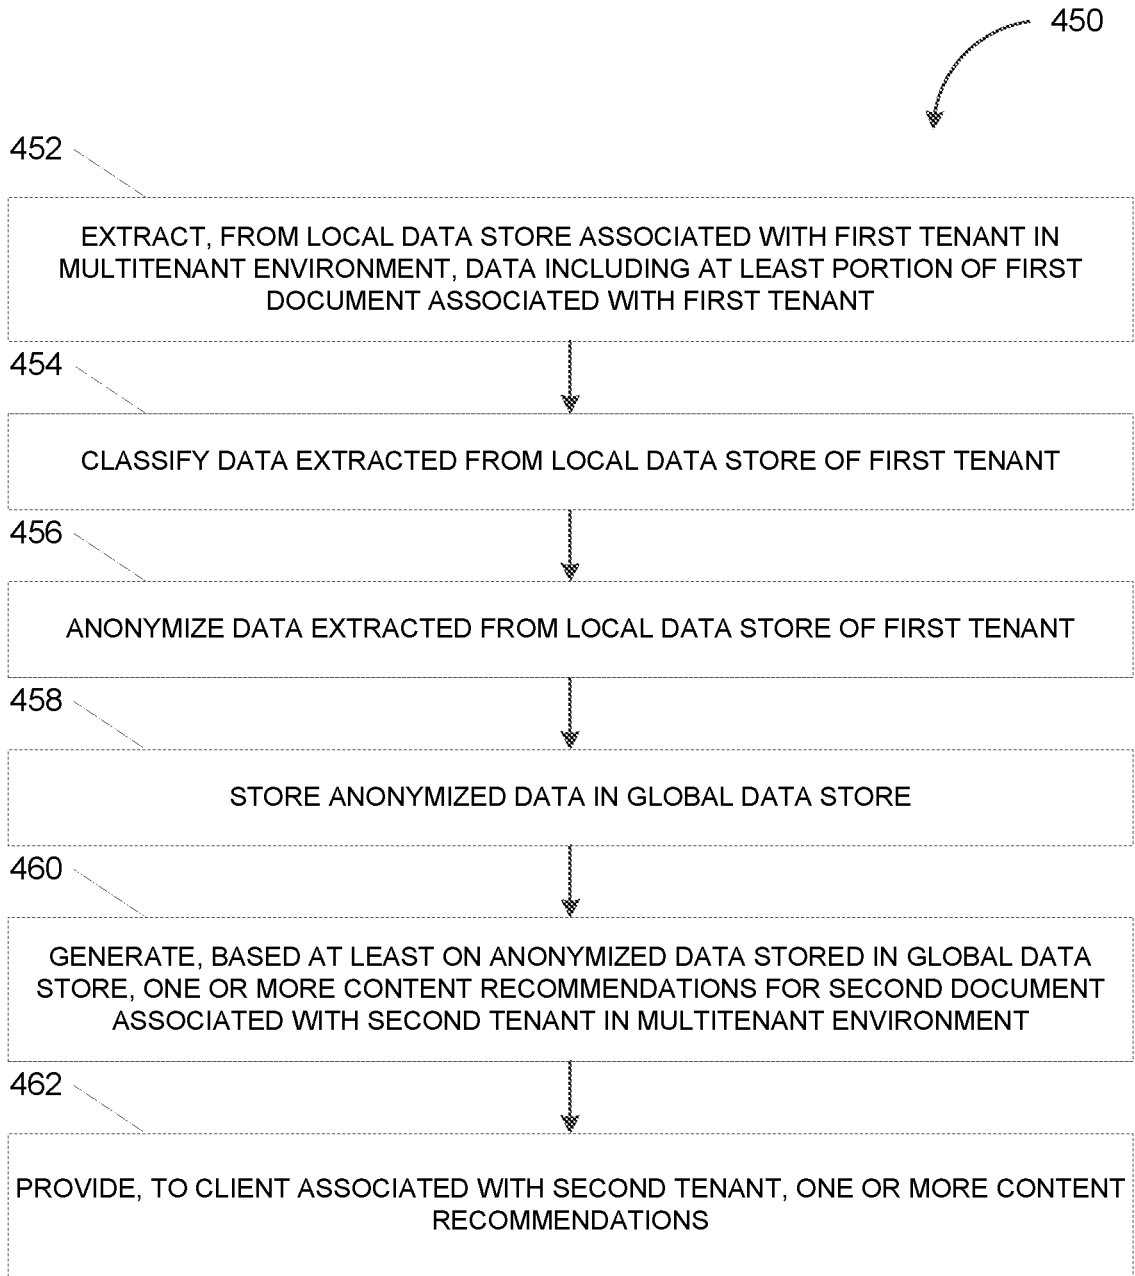 450
452
EXTRACT, FROM LOCAL DATA STORE ASSOCIATED WITH FIRST TENANT IN
MULTITENANT ENVIRONMENT, DATA INCLUDING AT LEAST PORTION OF FIRST
DOCUMENT ASSOCIATED WITH FIRST TENANT
454
CLASSIFY DATA EXTRACTED FROM LOCAL DATA STORE OF FIRST TENANT
456
ANONYMIZE DATA EXTRACTED FROM LOCAL DATA STORE OF FIRST TENANT
458
STORE ANONYMIZED DATA IN GLOBAL DATA STORE
460
GENERATE, BASED AT LEAST ON ANONYMIZED DATA STORED IN GLOBAL DATA
STORE, ONE OR MORE CONTENT RECOMMENDATIONS FOR SECOND DOCUMENT
ASSOCIATED WITH SECOND TENANT IN MULTITENANT ENVIRONMENT
462
PROVIDE, TO CLIENT ASSOCIATED WITH SECOND TENANT, ONE OR MORE CONTENT
RECOMMENDATIONS